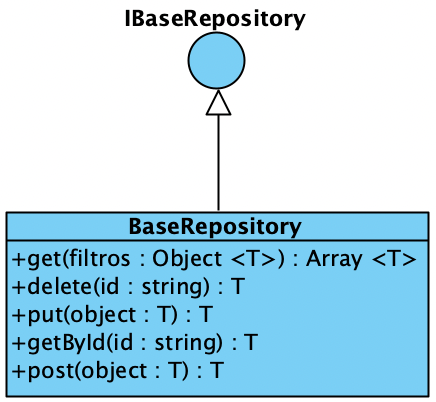 IBaseRepository
BaseRepository
+get(filtros : Object <T>) : Array <T>
+delete(id : string) : T
+put(object : T) : T
+getById(id : string) : T
+post(object : T) : T